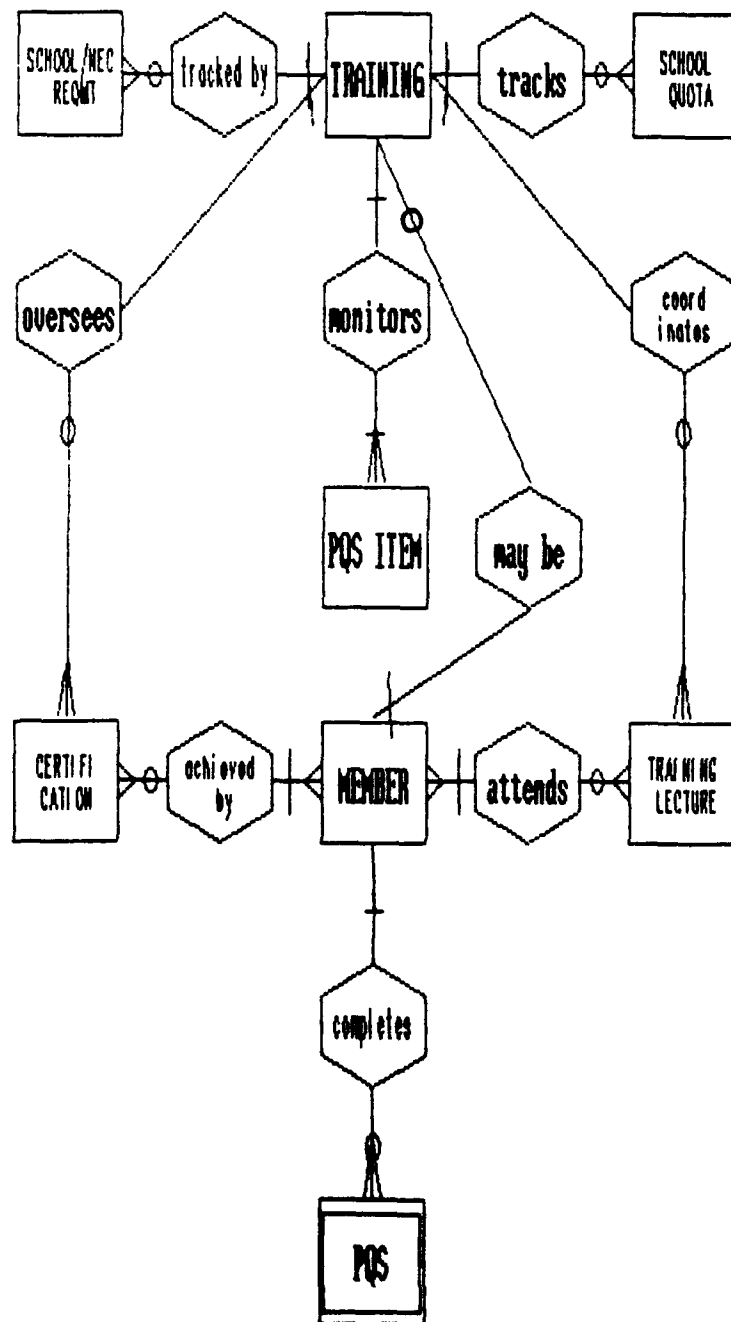 SCHOOL/NEC
REQMT
tracked by
TRAINING
tracks
SCHOOL
QUOTA
oversees
monitors
coord
inates
PQS ITEM
may be
CERTIFI
CATION
achieved
by
MEMBER
attends
TRAINING
LECTURE
completes
PQS